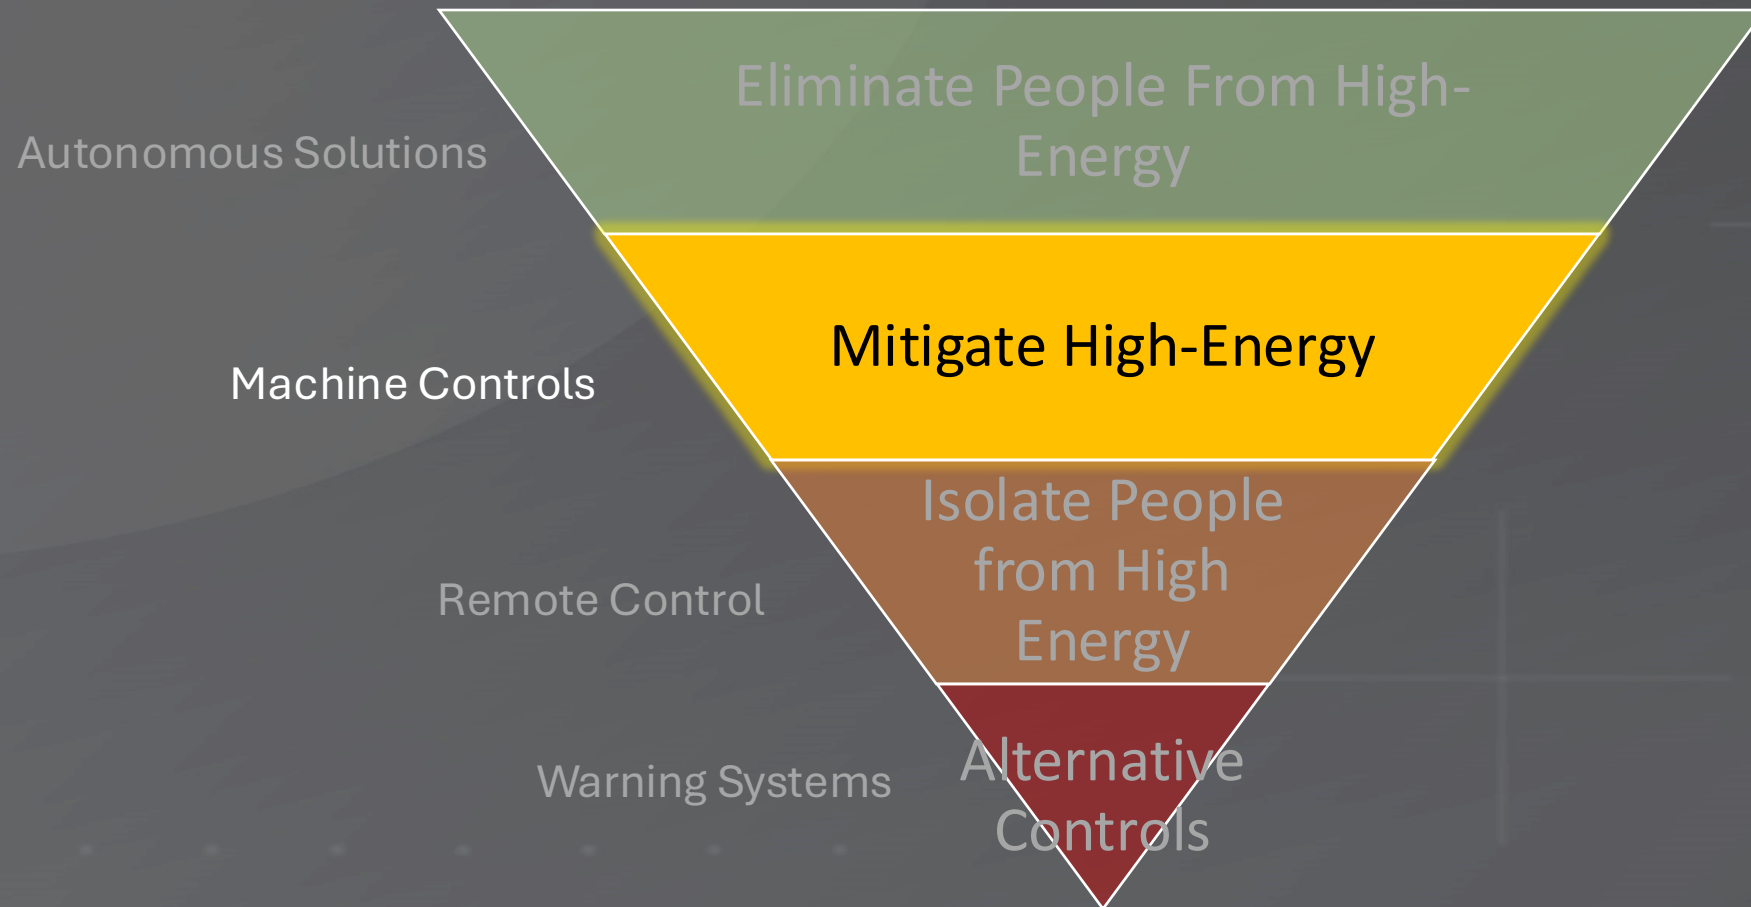 Eliminate People From High-
Energy
Autonomous Solutions
Mitigate High-Energy
Machine Controls
Isolate People
from High
Energy
Remote Control
Alternative
Controls
Warning Systems